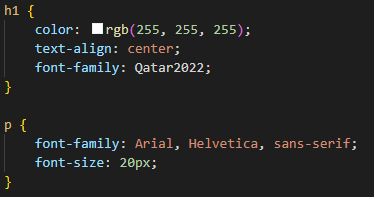 h1 {
    color: rgb(255, 255, 255);
    text-align: center;
    font-family: Qatar2022;
}

p {
    font-family: Arial, Helvetica, sans-serif;
    font-size: 20px;
}